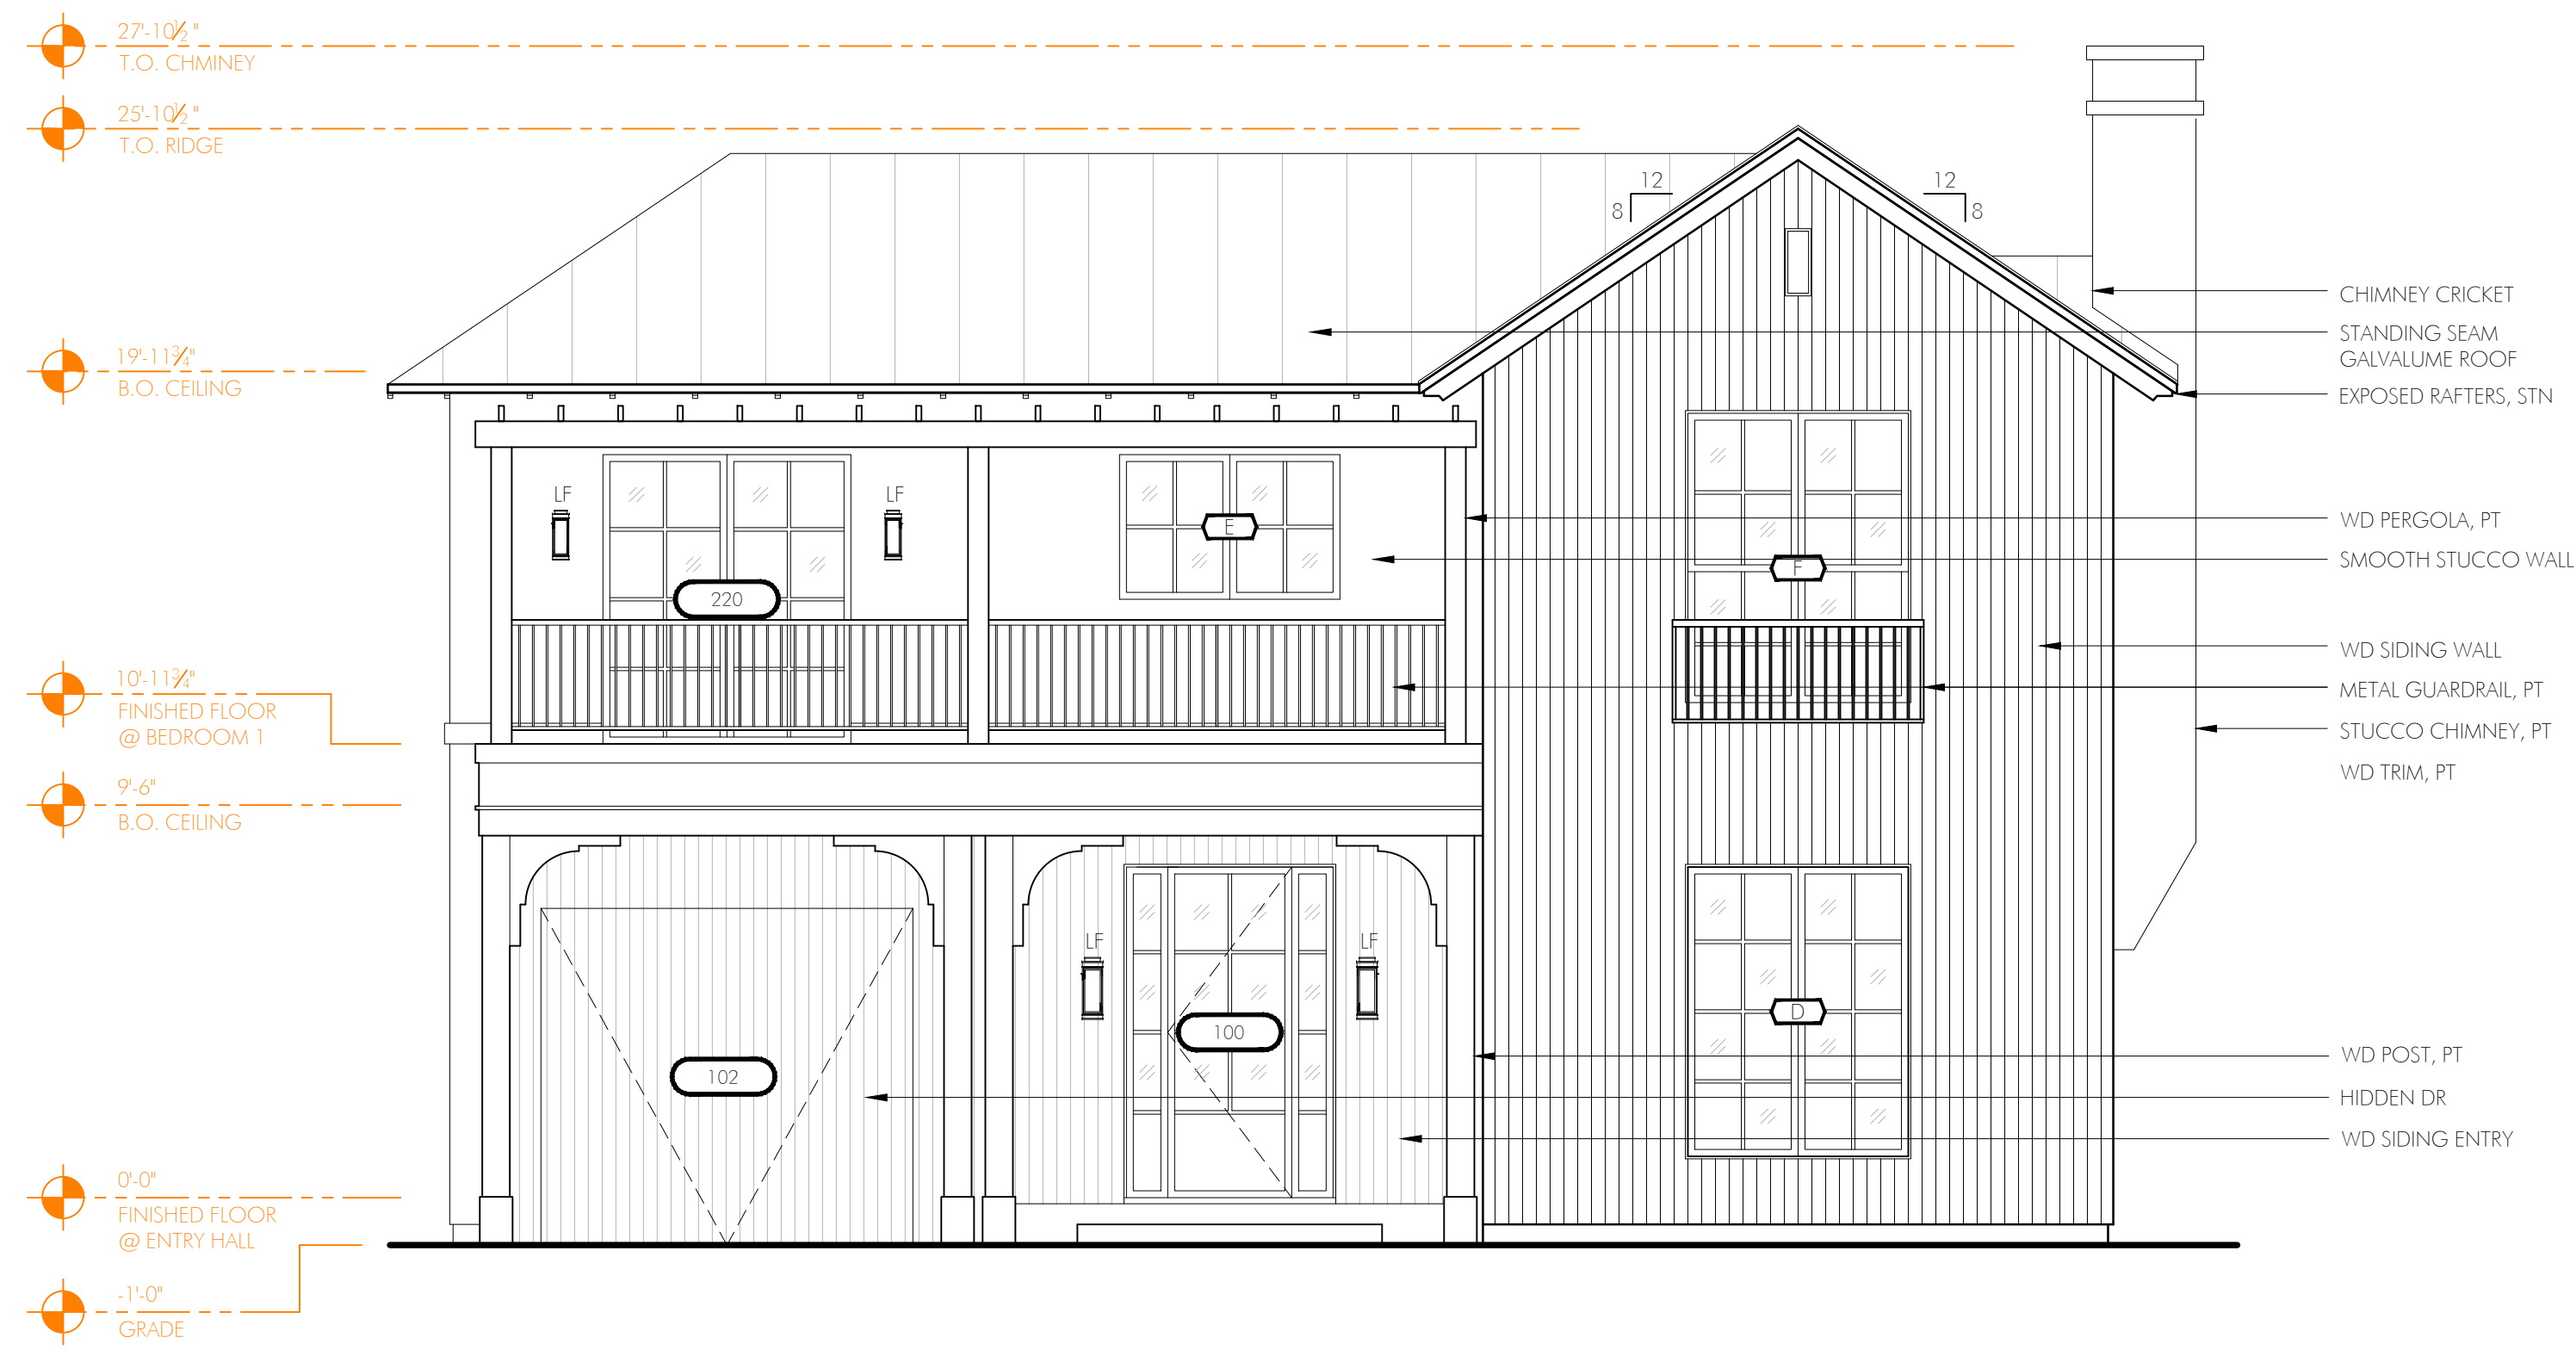 27'-10½"
T.O. CHMINEY
25'-10½"
T.O. RIDGE
12
12
8
8
CHIMNEY CRICKET
STANDING SEAM
GALVALUME ROOF
19'-11¾"
B.O. CEILING
EXPOSED RAFTERS, STN
LF
LF
E
WD PERGOLA, PT
SMOOTH STUCCO WALL
F
220
WD SIDING WALL
10'-11¾"
FINISHED FLOOR
@ BEDROOM 1
METAL GUARDRAIL, PT
STUCCO CHIMNEY, PT
WD TRIM, PT
9'-6"
B.O. CEILING
LF
LF
D
100
102
WD POST, PT
HIDDEN DR
WD SIDING ENTRY
0'-0"
FINISHED FLOOR
@ ENTRY HALL
-1'-0"
GRADE